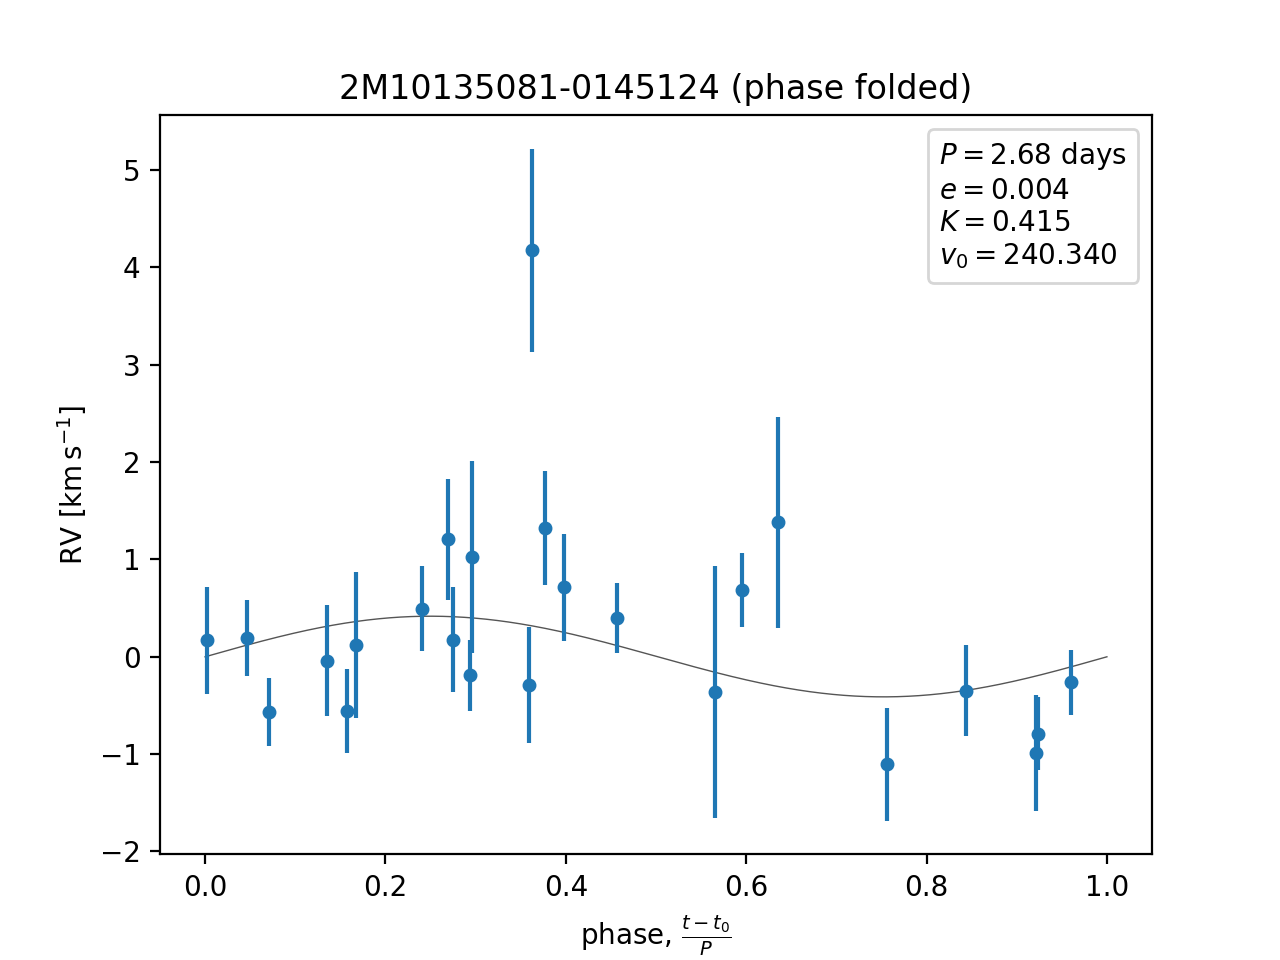 2M10135081-0145124 (phase folded)
P = 2.68 days
e = 0.004
K = 0.415
v₀ = 240.340
RV [km s⁻¹]
5
4
3
2
1
0
−1
−2
0.0 0.2 0.4 0.6 0.8 1.0
phase, (t − t₀)/P